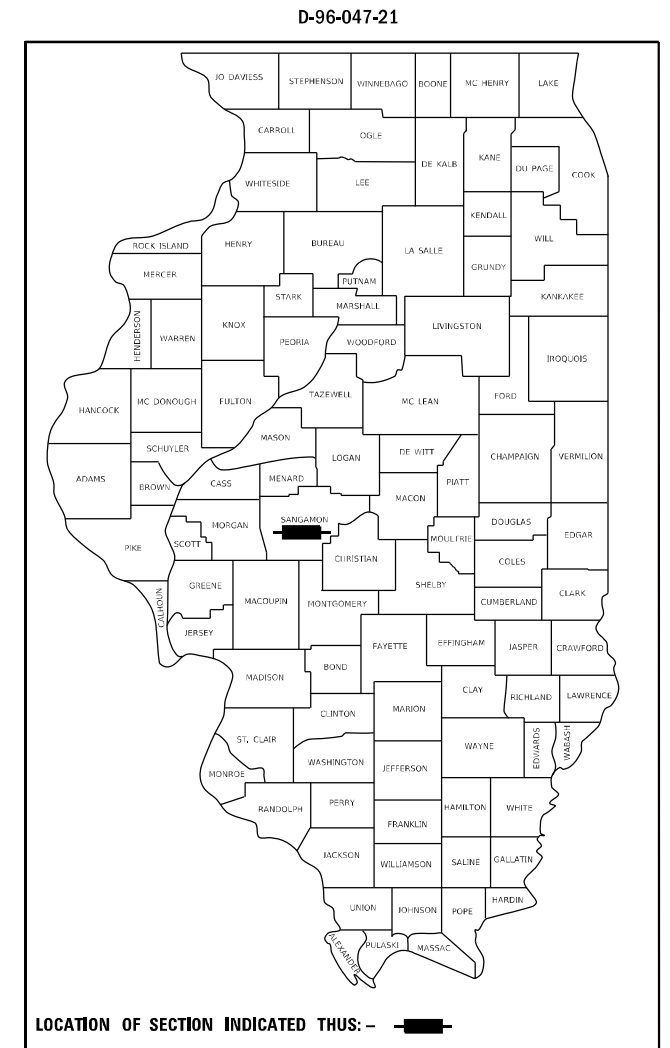 D-96-047-21
JO DAVIESS STEPHENSON WINNEBAGO BOONE MC HENRY LAKE
CARROLL OGLE DE KALB KANE DU PAGE COOK
WHITESIDE LEE
KENDALL
ROCK ISLAND HENRY BUREAU LA SALLE WILL
MERCER PUTNAM GRUNDY
STARK MARSHALL KANKAKEE
HENDERSON WARREN KNOX PEORIA WOODFORD LIVINGSTON
IROQUOIS
HANCOCK MC DONOUGH FULTON TAZEWELL MC LEAN FORD
MASON
SCHUYLER LOGAN DE WITT CHAMPAIGN VERMILION
ADAMS BROWN CASS MENARD MACON PIATT
SANGAMON
PIKE SCOTT MORGAN CHRISTIAN MOULTRIE DOUGLAS EDGAR
COLES
CALHOUN GREENE MACOUPIN MONTGOMERY SHELBY CUMBERLAND CLARK
JERSEY
FAYETTE EFFINGHAM JASPER CRAWFORD
MADISON BOND
CLAY RICHLAND LAWRENCE
CLINTON MARION
ST. CLAIR WAYNE EDWARDS WABASH
MONROE WASHINGTON JEFFERSON
RANDOLPH PERRY HAMILTON WHITE
FRANKLIN
JACKSON WILLIAMSON SALINE GALLATIN
UNION JOHNSON POPE HARDIN
ALEXANDER PULASKI MASSAC
LOCATION OF SECTION INDICATED THUS: –